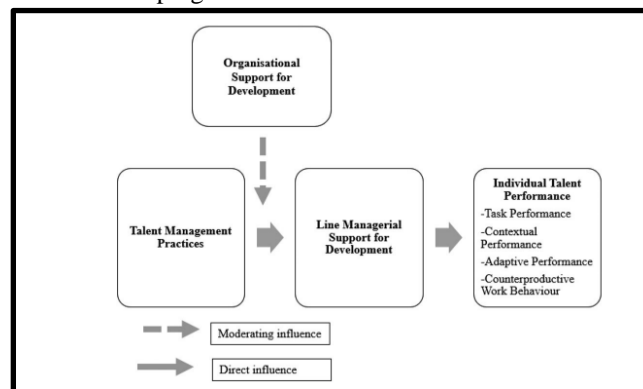 Organisational
Support for
Development
Talent Management
Practices
Line Managerial
Support for
Development
Individual Talent
Performance
-Task Performance
-Contextual
Performance
-Adaptive Performance
-Counterproductive
Work Behaviour
Moderating influence
Direct influence